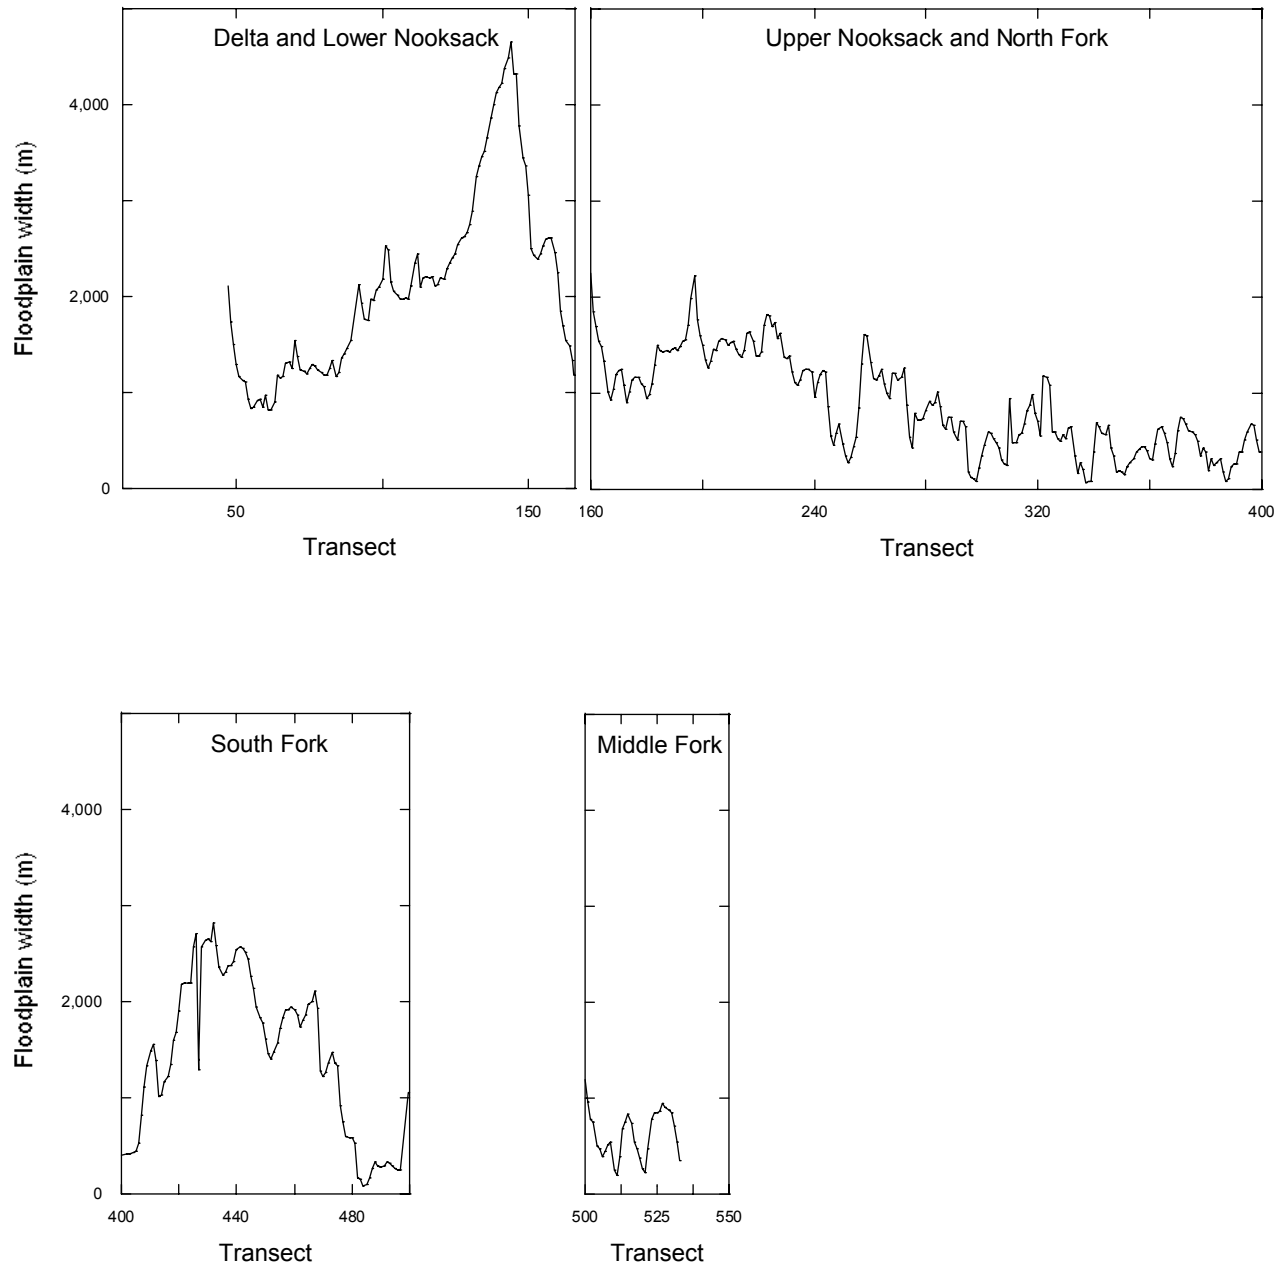 Delta and Lower Nooksack
Upper Nooksack and North Fork
Floodplain width (m)
4,000
2,000
0
50
150
160
240
320
400
Transect
Transect
South Fork
Middle Fork
Floodplain width (m)
4,000
2,000
0
400
440
480
500
525
550
Transect
Transect